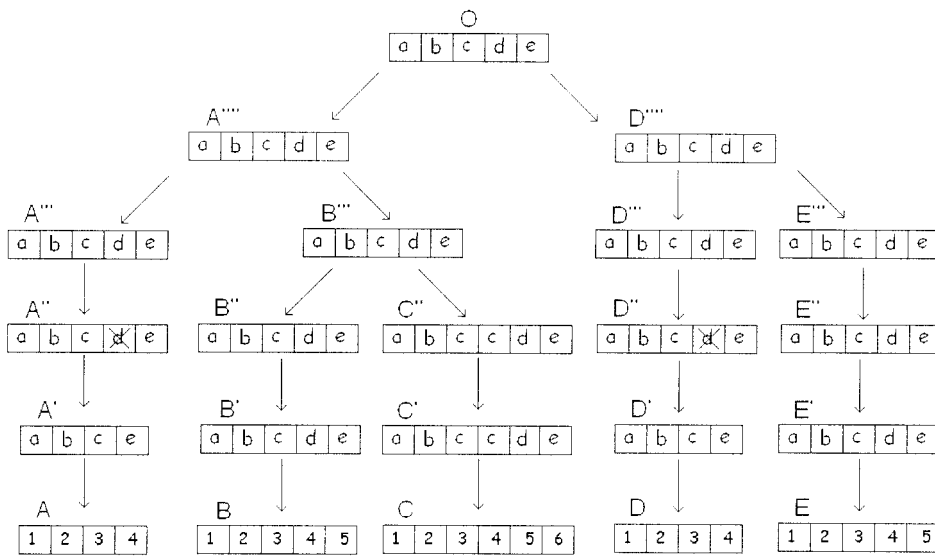 O
a b c d e
A'''' D''''
a b c d e a b c d e
A''' B''' D''' E'''
a b c d e a b c d e a b c d e a b c d e
A'' B'' C'' D'' E''
a b c d e a b c d e a b c c d e a b c d e a b c d e
A' B' C' D' E'
a b c e a b c d e a b c c d e a b c e a b c d e
A B C D E
1 2 3 4 1 2 3 4 5 1 2 3 4 5 6 1 2 3 4 1 2 3 4 5